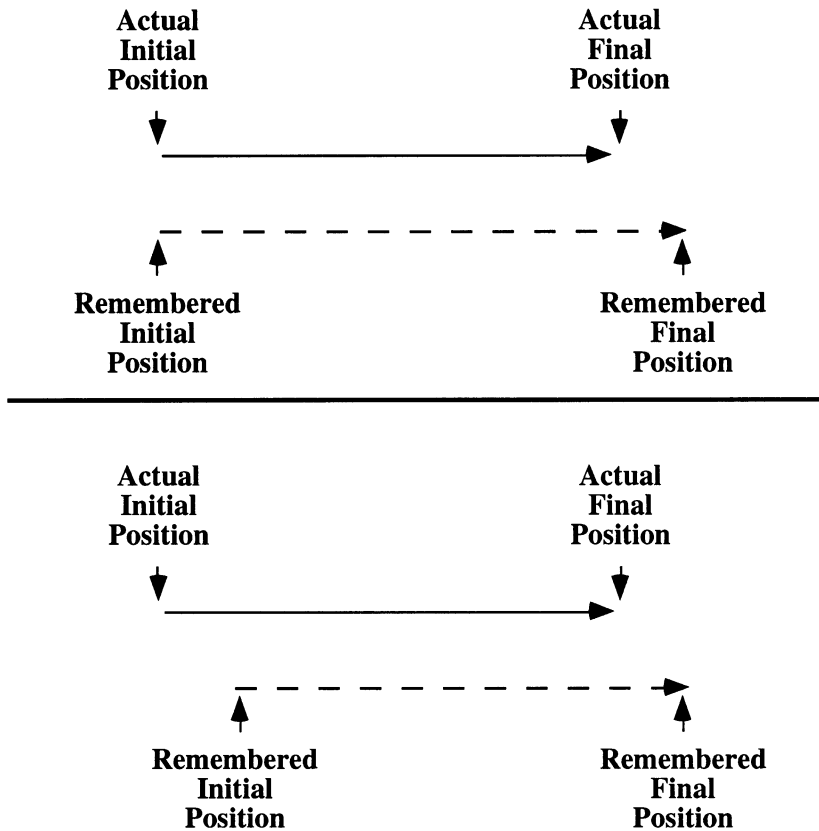 Actual
Initial
Position
Actual
Final
Position
Remembered
Initial
Position
Remembered
Final
Position
Actual
Initial
Position
Actual
Final
Position
Remembered
Initial
Position
Remembered
Final
Position